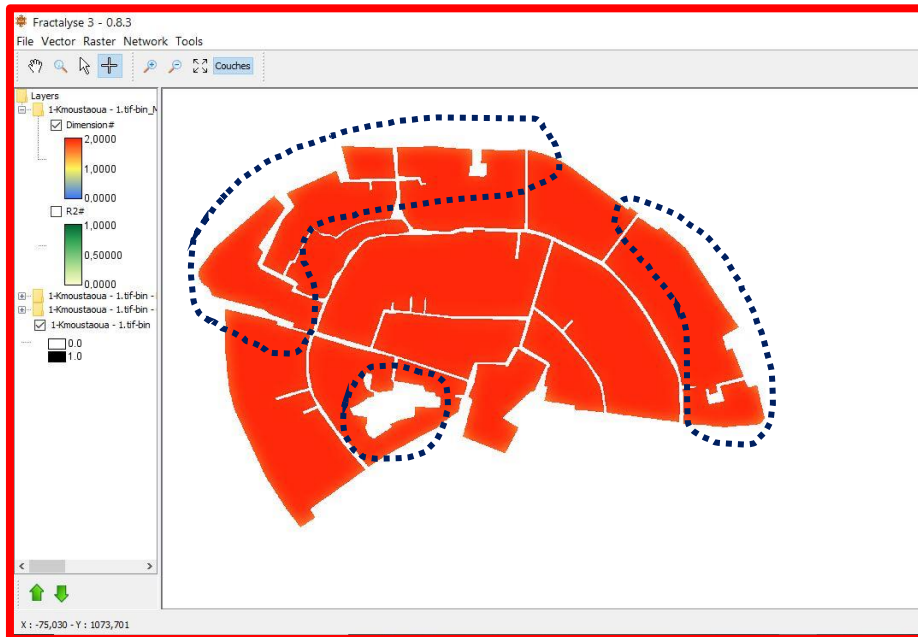 Fractalyse 3 - 0.8.3
File Vector Raster Network Tools
Couches
Layers
1-Kmoustaoua - 1.tif-bin_
Dimension#
2,0000
1,0000
0,0000
R2#
1,0000
0,50000
0,0000
1-Kmoustaoua - 1.tif-bin -
1-Kmoustaoua - 1.tif-bin -
1-Kmoustaoua - 1.tif-bin
0.0
1.0
X : -75,030 - Y : 1073,701